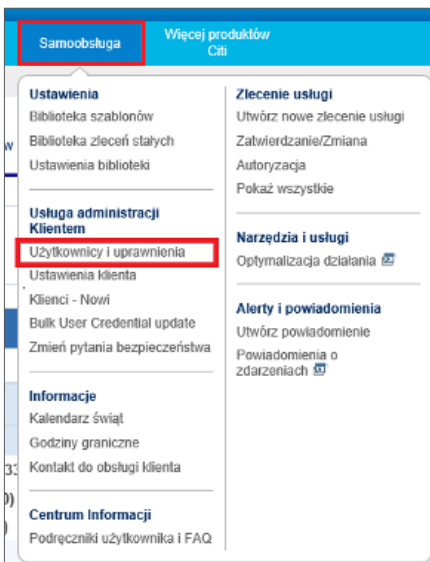 Samoobsługa
Więcej produktów
Citi
Ustawienia
Biblioteka szablonów
Biblioteka zleceń stałych
Ustawienia biblioteki
Usługa administracji
Klientem
Użytkownicy i uprawnienia
Ustawienia klienta
Klienci - Nowi
Bulk User Credential update
Zmień pytania bezpieczeństwa
Informacje
Kalendarz świąt
Godziny graniczne
Kontakt do obsługi klienta
Centrum Informacji
Podręczniki użytkownika i FAQ
Zlecenie usługi
Utwórz nowe zlecenie usługi
Zatwierdzanie/Zmiana
Autoryzacja
Pokaż wszystkie
Narzędzia i usługi
Optymalizacja działania
Alerty i powiadomienia
Utwórz powiadomienie
Powiadomienia o
zdarzeniach
w
33
0)
)